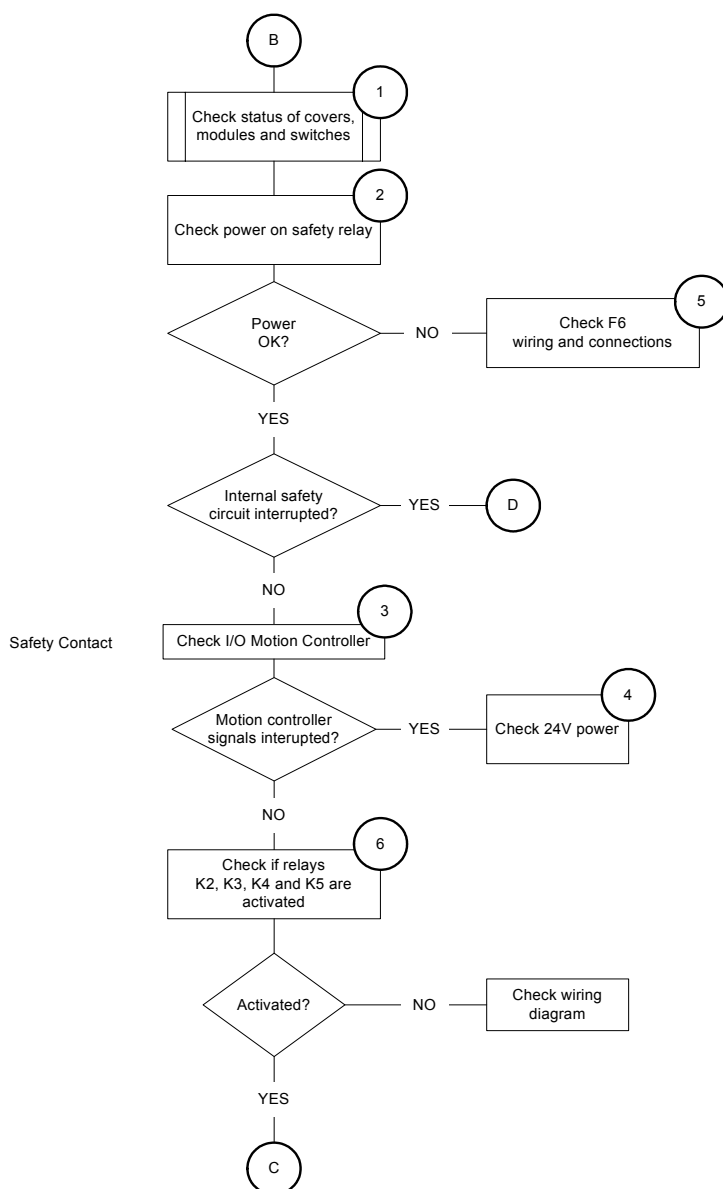 B
1
Check status of covers,
modules and switches
2
Check power on safety relay
Power
OK?
NO
5
Check F6
wiring and connections
YES
Internal safety
circuit interrupted?
YES
D
NO
3
Safety Contact
Check I/O Motion Controller
Motion controller
signals interupted?
YES
4
Check 24V power
NO
6
Check if relays
K2, K3, K4 and K5 are
activated
Activated?
NO
Check wiring
diagram
YES
C